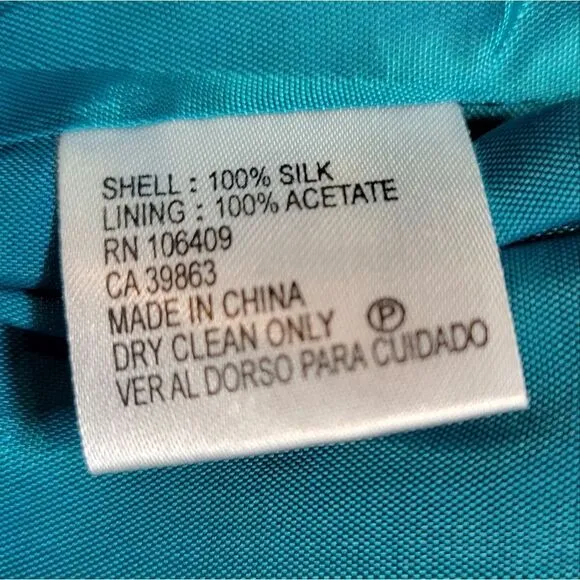 SHELL : 100% SILK
LINING : 100% ACETATE
RN 106409
CA 39863
MADE IN CHINA
DRY CLEAN ONLY Ⓟ
VER AL DORSO PARA CUIDADO